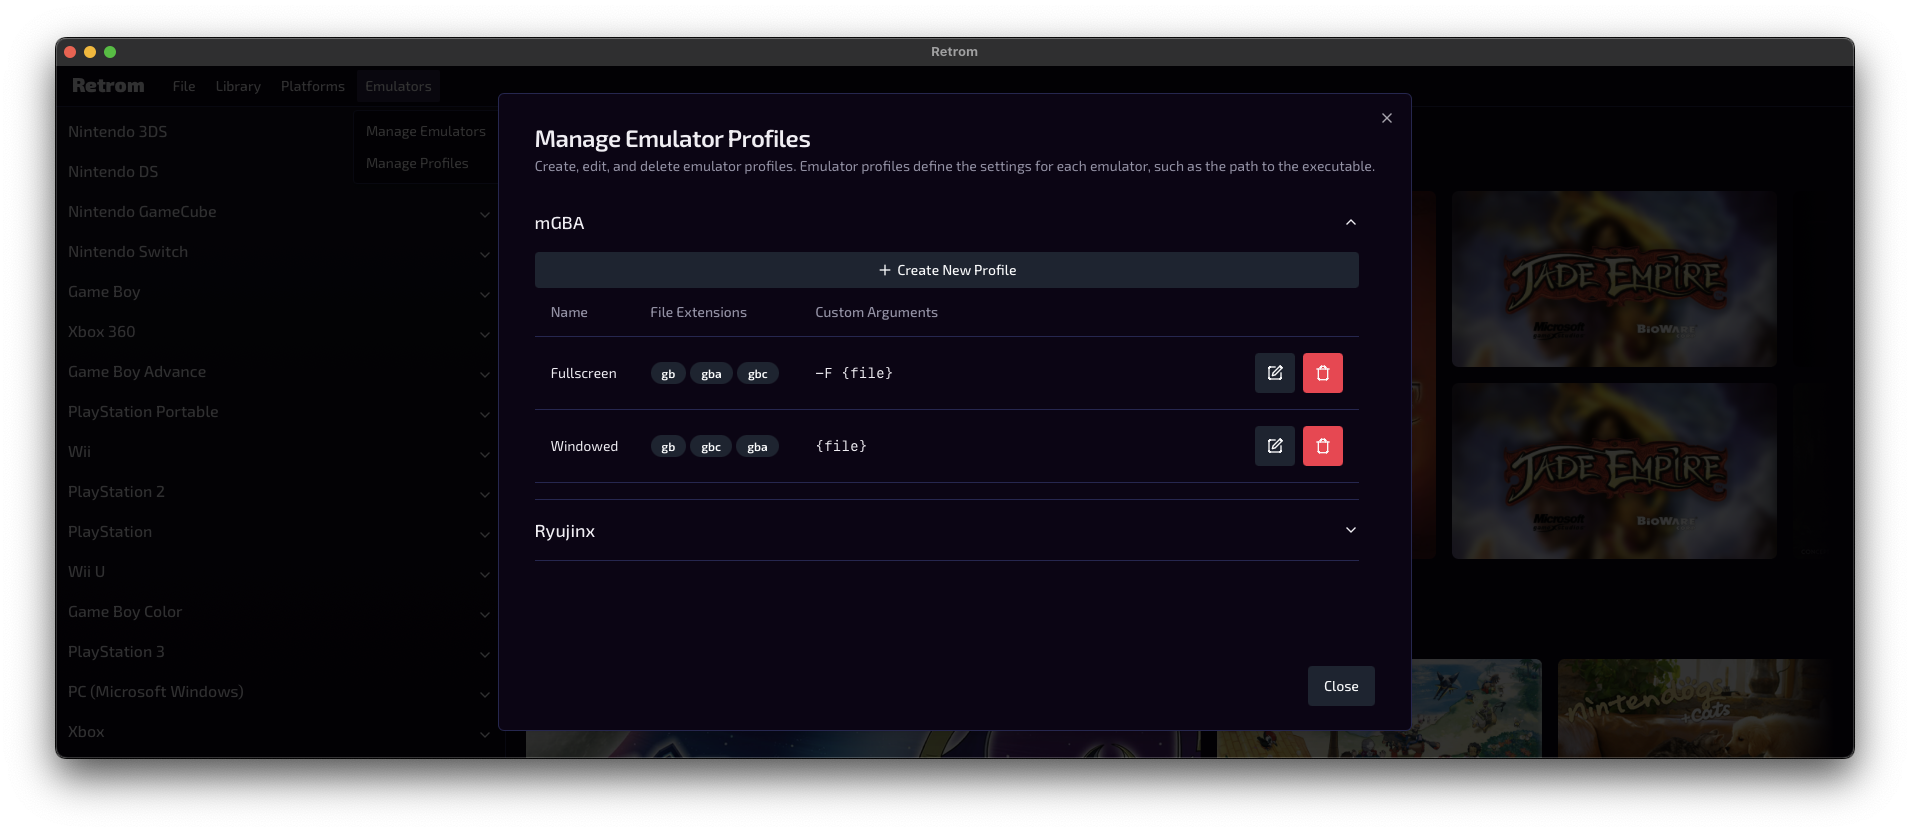 Retrom
Retrom File Library Platforms Emulators
Manage Emulators
Manage Profiles
Nintendo 3DS
Nintendo DS
Nintendo GameCube
Nintendo Switch
Game Boy
Xbox 360
Game Boy Advance
PlayStation Portable
Wii
PlayStation 2
PlayStation
Wii U
Game Boy Color
PlayStation 3
PC (Microsoft Windows)
Xbox
Manage Emulator Profiles
Create, edit, and delete emulator profiles. Emulator profiles define the settings for each emulator, such as the path to the executable.
mGBA
Create New Profile
Name File Extensions Custom Arguments
Fullscreen gb gba gbc –F {file}
Windowed gb gbc gba {file}
Ryujinx
Close
JADE EMPIRE
Microsoft BIOWARE
JADE EMPIRE
Microsoft BIOWARE
nintendogs
+cats